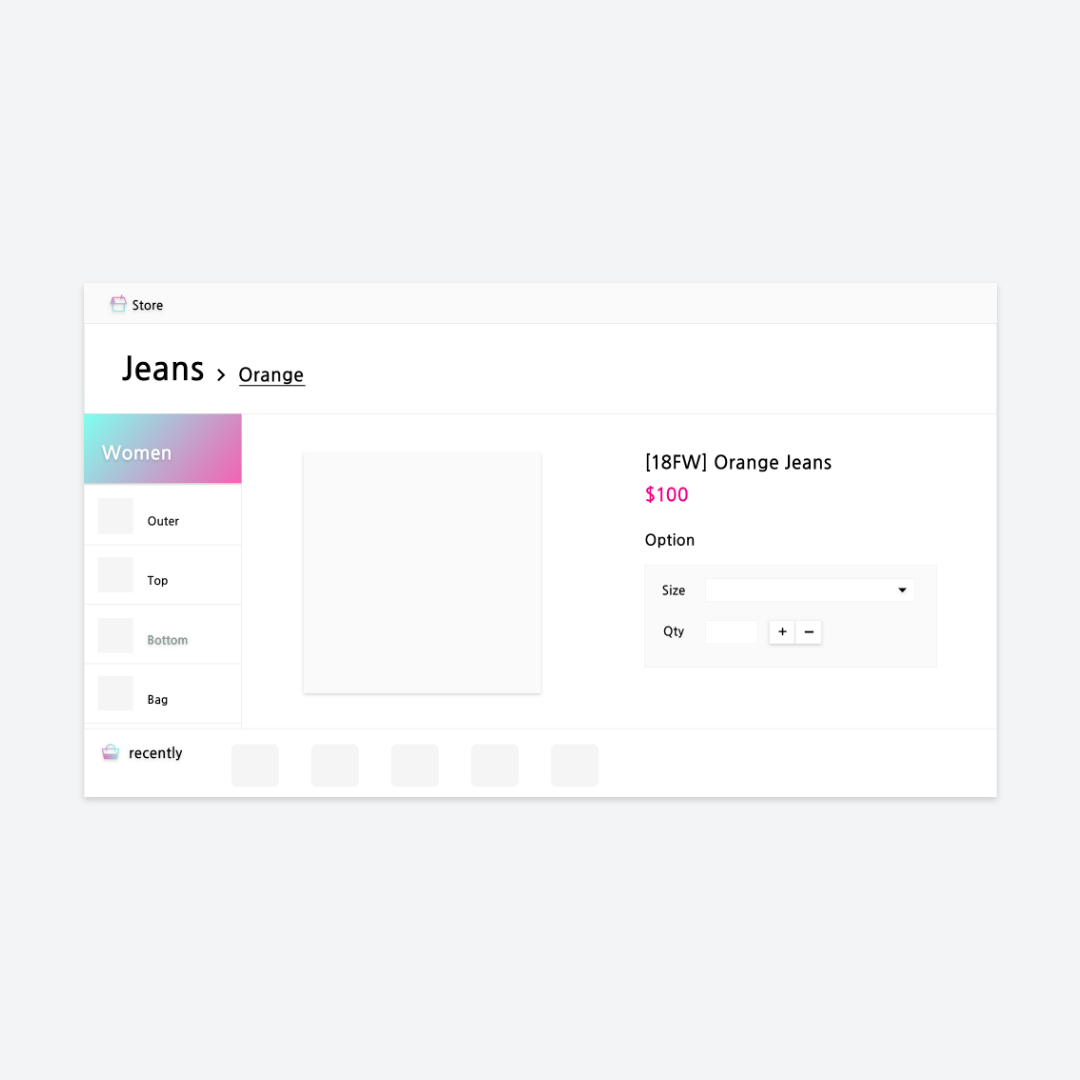 Store
Jeans > Orange
Women
Outer
Top
Bottom
Bag
[18FW] Orange Jeans
$100
Option
Size
Qty + −
recently